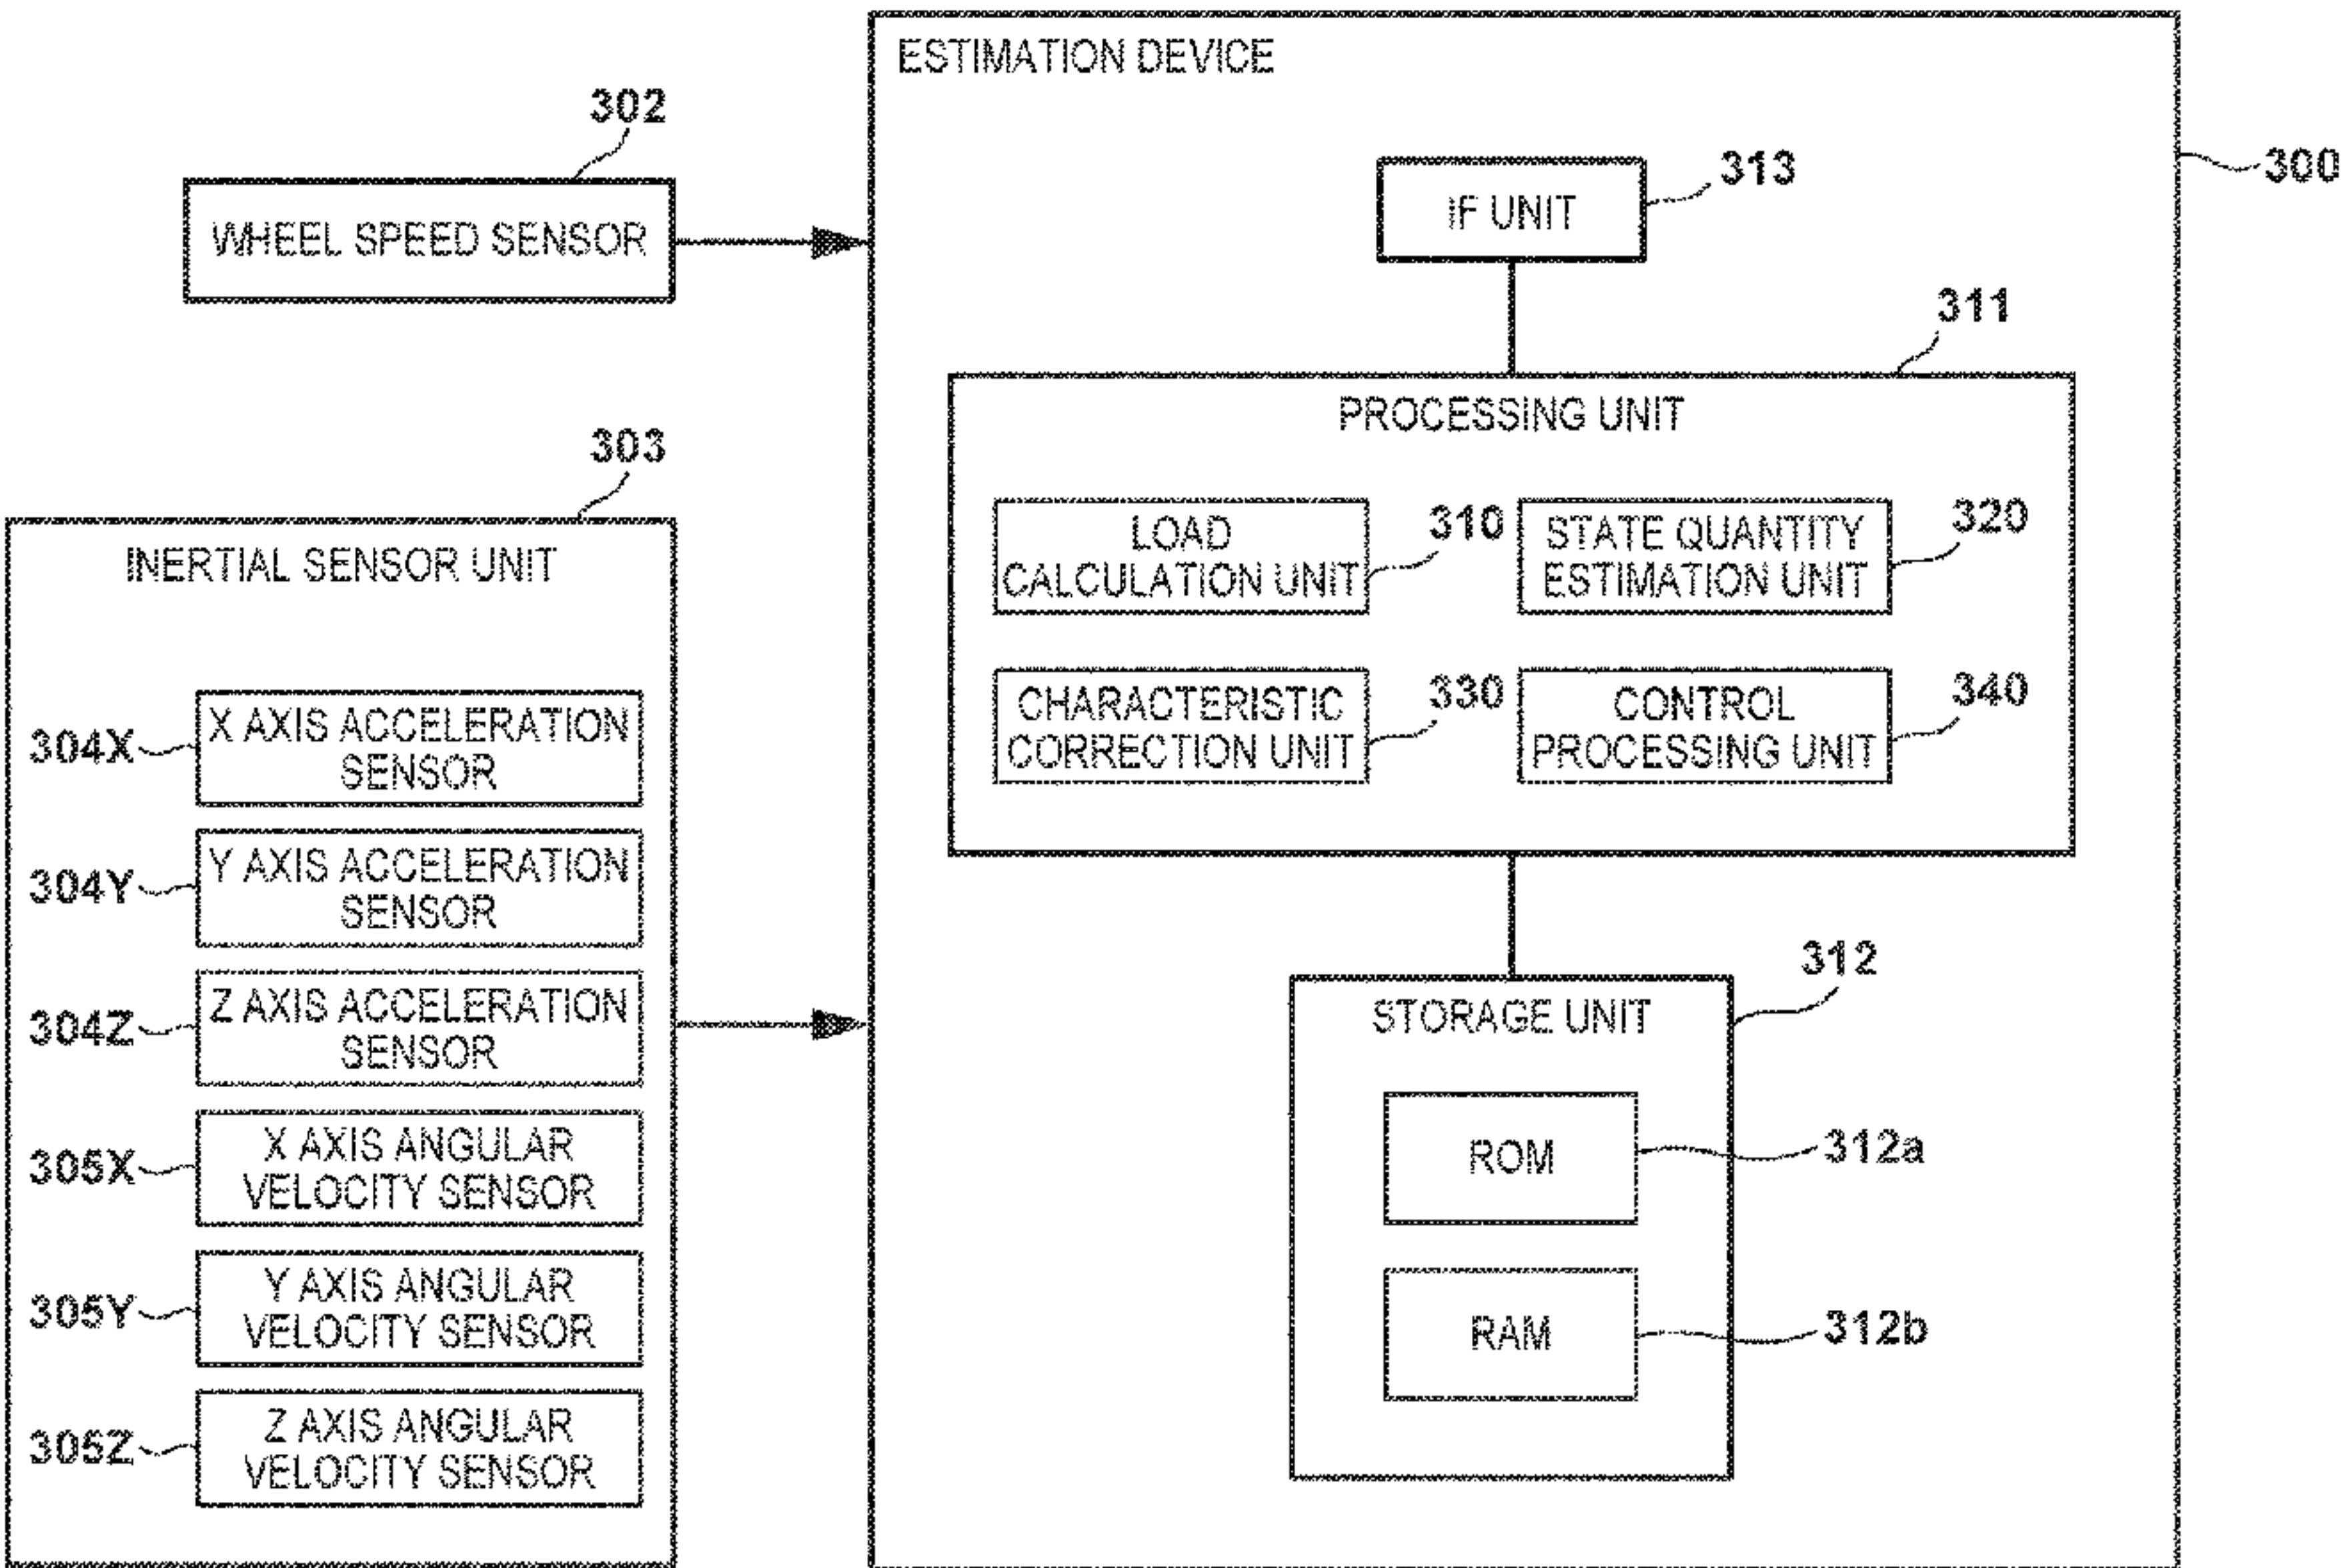 ESTIMATION DEVICE
300
302
WHEEL SPEED SENSOR
313
IF UNIT
311
PROCESSING UNIT
LOAD
CALCULATION UNIT
310
STATE QUANTITY
ESTIMATION UNIT
320
CHARACTERISTIC
CORRECTION UNIT
330
CONTROL
PROCESSING UNIT
340
303
INERTIAL SENSOR UNIT
304X
X AXIS ACCELERATION
SENSOR
304Y
Y AXIS ACCELERATION
SENSOR
304Z
Z AXIS ACCELERATION
SENSOR
305X
X AXIS ANGULAR
VELOCITY SENSOR
305Y
Y AXIS ANGULAR
VELOCITY SENSOR
305Z
Z AXIS ANGULAR
VELOCITY SENSOR
312
STORAGE UNIT
ROM
312a
RAM
312b